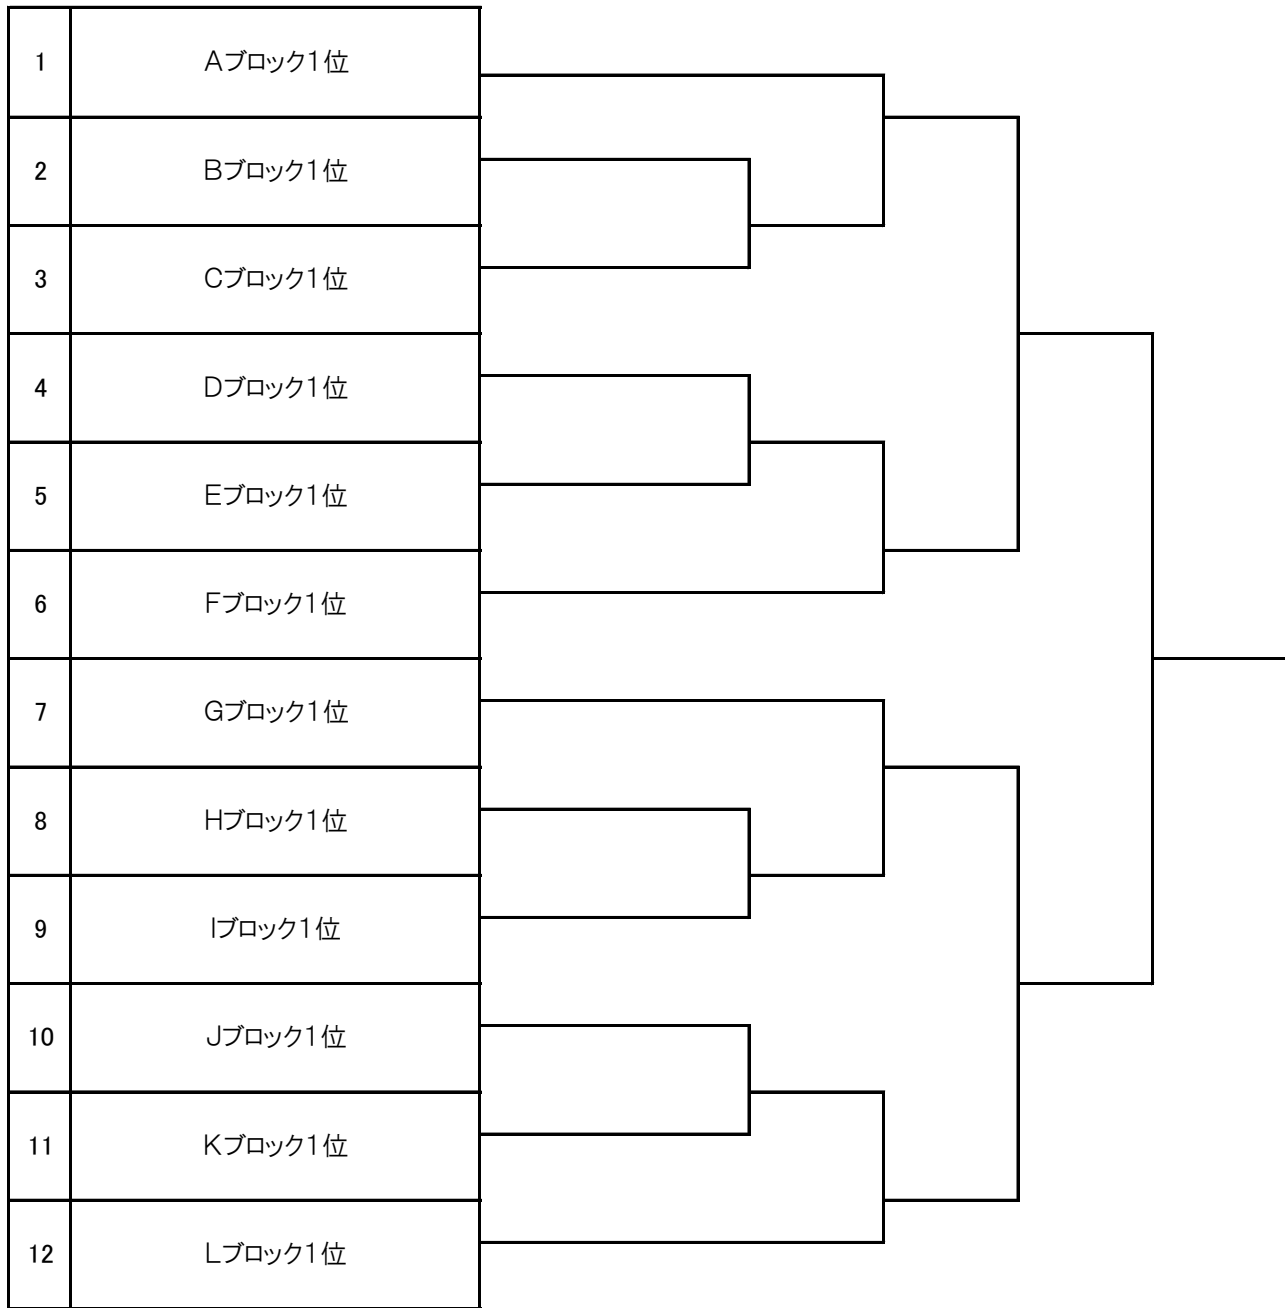 1 Aブロック1位
2 Bブロック1位
3 Cブロック1位
4 Dブロック1位
5 Eブロック1位
6 Fブロック1位
7 Gブロック1位
8 Hブロック1位
9 Iブロック1位
10 Jブロック1位
11 Kブロック1位
12 Lブロック1位